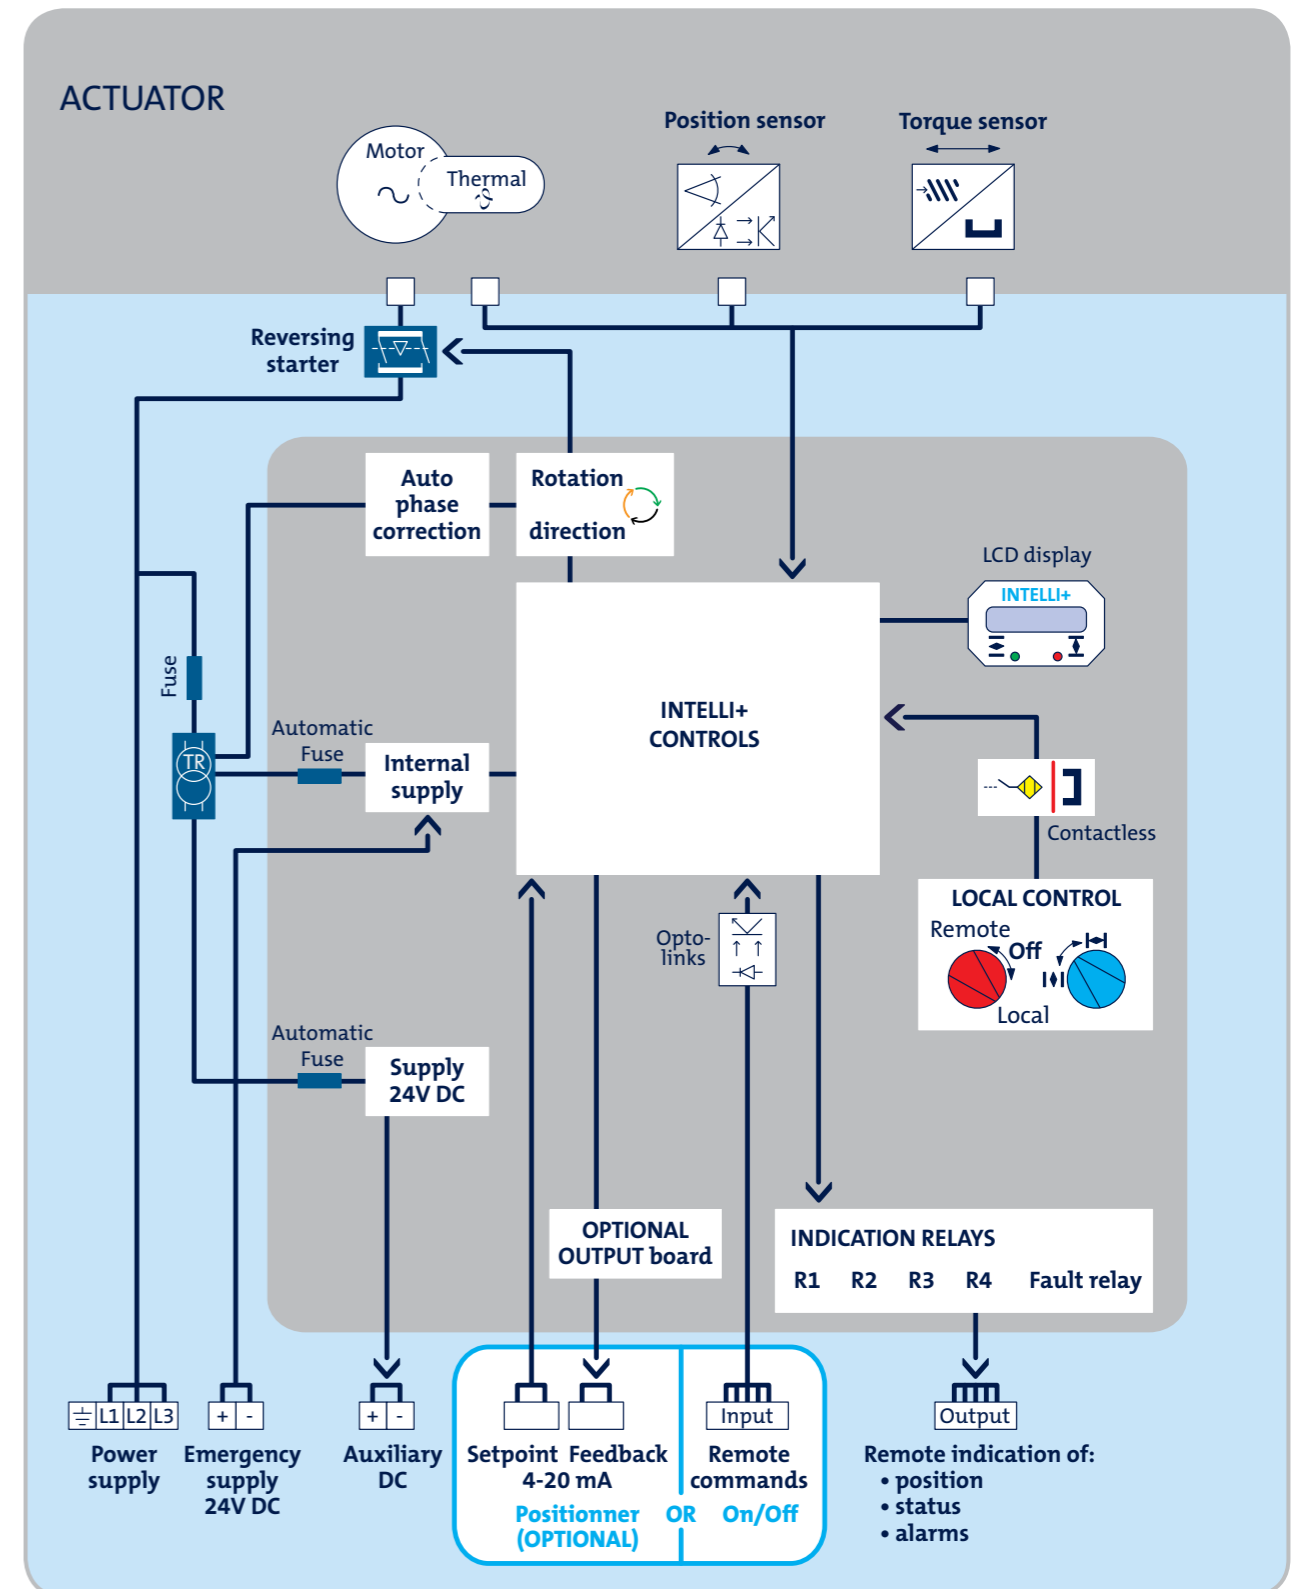 ACTUATOR
Position sensor
Torque sensor
Motor
Thermal
Reversing
starter
Auto
phase
correction
Rotation
direction
LCD display
INTELLI+
Fuse
TR
Automatic
Fuse
Internal
supply
INTELLI+
CONTROLS
Contactless
LOCAL CONTROL
Remote
Off
Local
Opto-
links
Automatic
Fuse
Supply
24V DC
OPTIONAL
OUTPUT board
INDICATION RELAYS
R1 R2 R3 R4 Fault relay
L1 L2 L3
+ -
+ -
Input
Output
Power
supply
Emergency
supply
24V DC
Auxiliary
DC
Setpoint Feedback
4-20 mA
Positionner
(OPTIONAL)
OR
Remote
commands
On/Off
Remote indication of:
• position
• status
• alarms